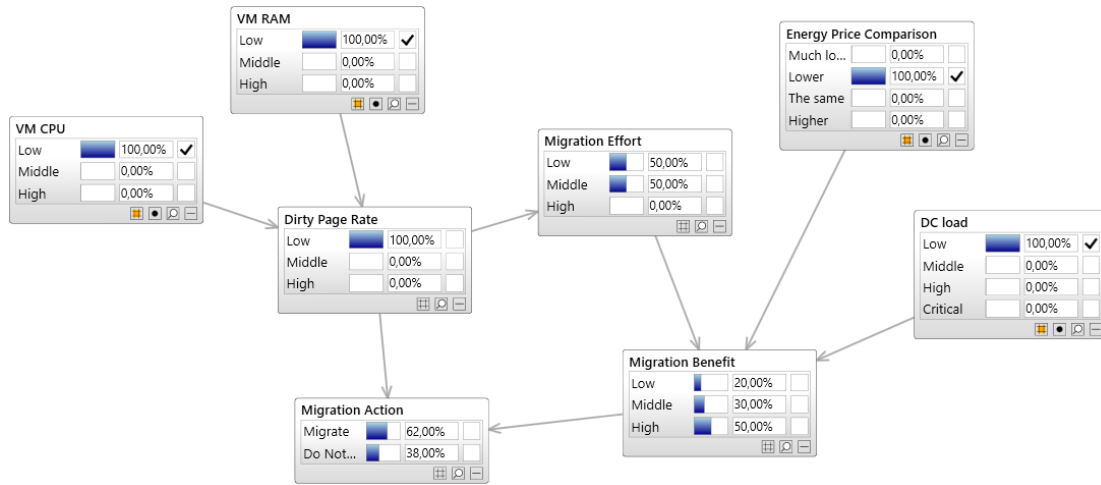 VM RAM
Low 100,00%
Middle 0,00%
High 0,00%
Energy Price Comparison
Much lo... 0,00%
Lower 100,00%
The same 0,00%
Higher 0,00%
VM CPU
Low 100,00%
Middle 0,00%
High 0,00%
Migration Effort
Low 50,00%
Middle 50,00%
High 0,00%
Dirty Page Rate
Low 100,00%
Middle 0,00%
High 0,00%
DC load
Low 100,00%
Middle 0,00%
High 0,00%
Critical 0,00%
Migration Benefit
Low 20,00%
Middle 30,00%
High 50,00%
Migration Action
Migrate 62,00%
Do Not... 38,00%